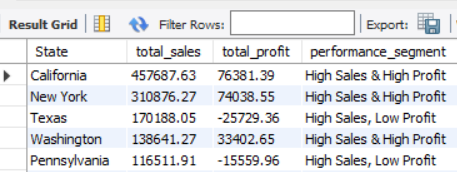 Result Grid Filter Rows: Export:
State total_sales total_profit performance_segment
California 457687.63 76381.39 High Sales & High Profit
New York 310876.27 74038.55 High Sales & High Profit
Texas 170188.05 -25729.36 High Sales, Low Profit
Washington 138641.27 33402.65 High Sales & High Profit
Pennsylvania 116511.91 -15559.96 High Sales, Low Profit